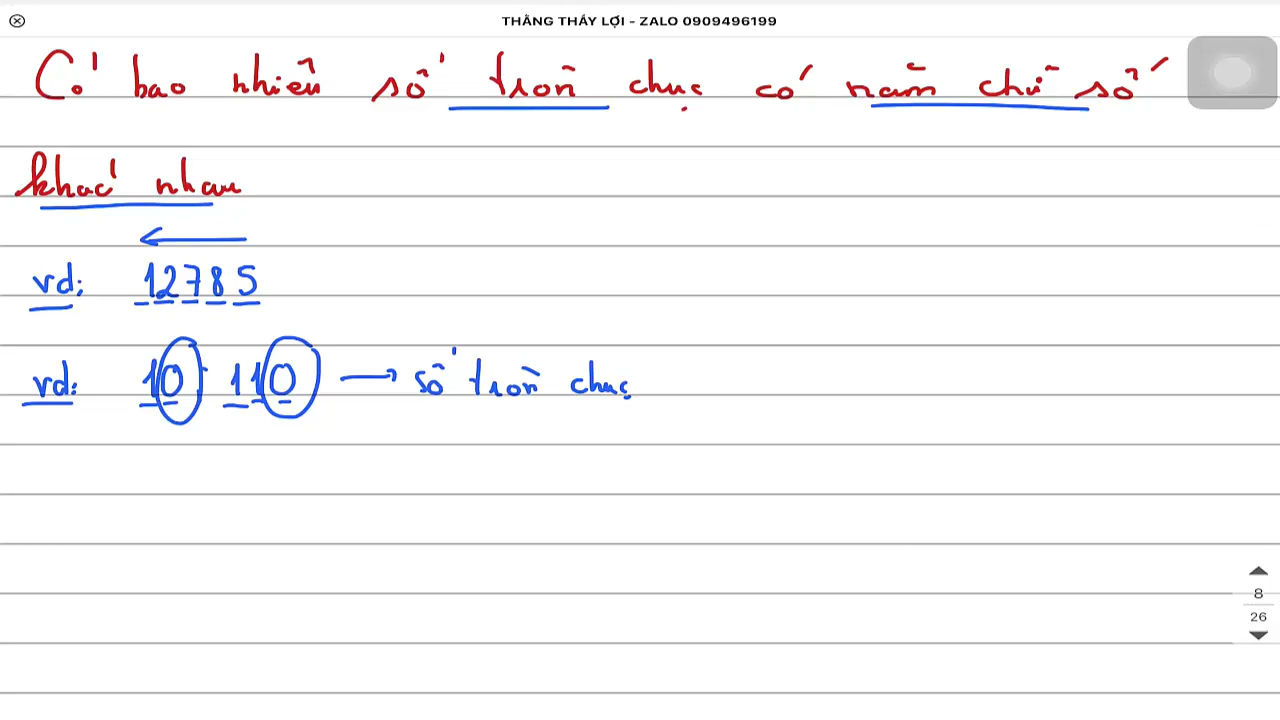 THẮNG THẦY LỢI - ZALO 0909496199
Có bao nhiêu số tròn chục có năm chữ số
khác nhau
vd: 12785
vd: 10; 110 → số tròn chục
8
26